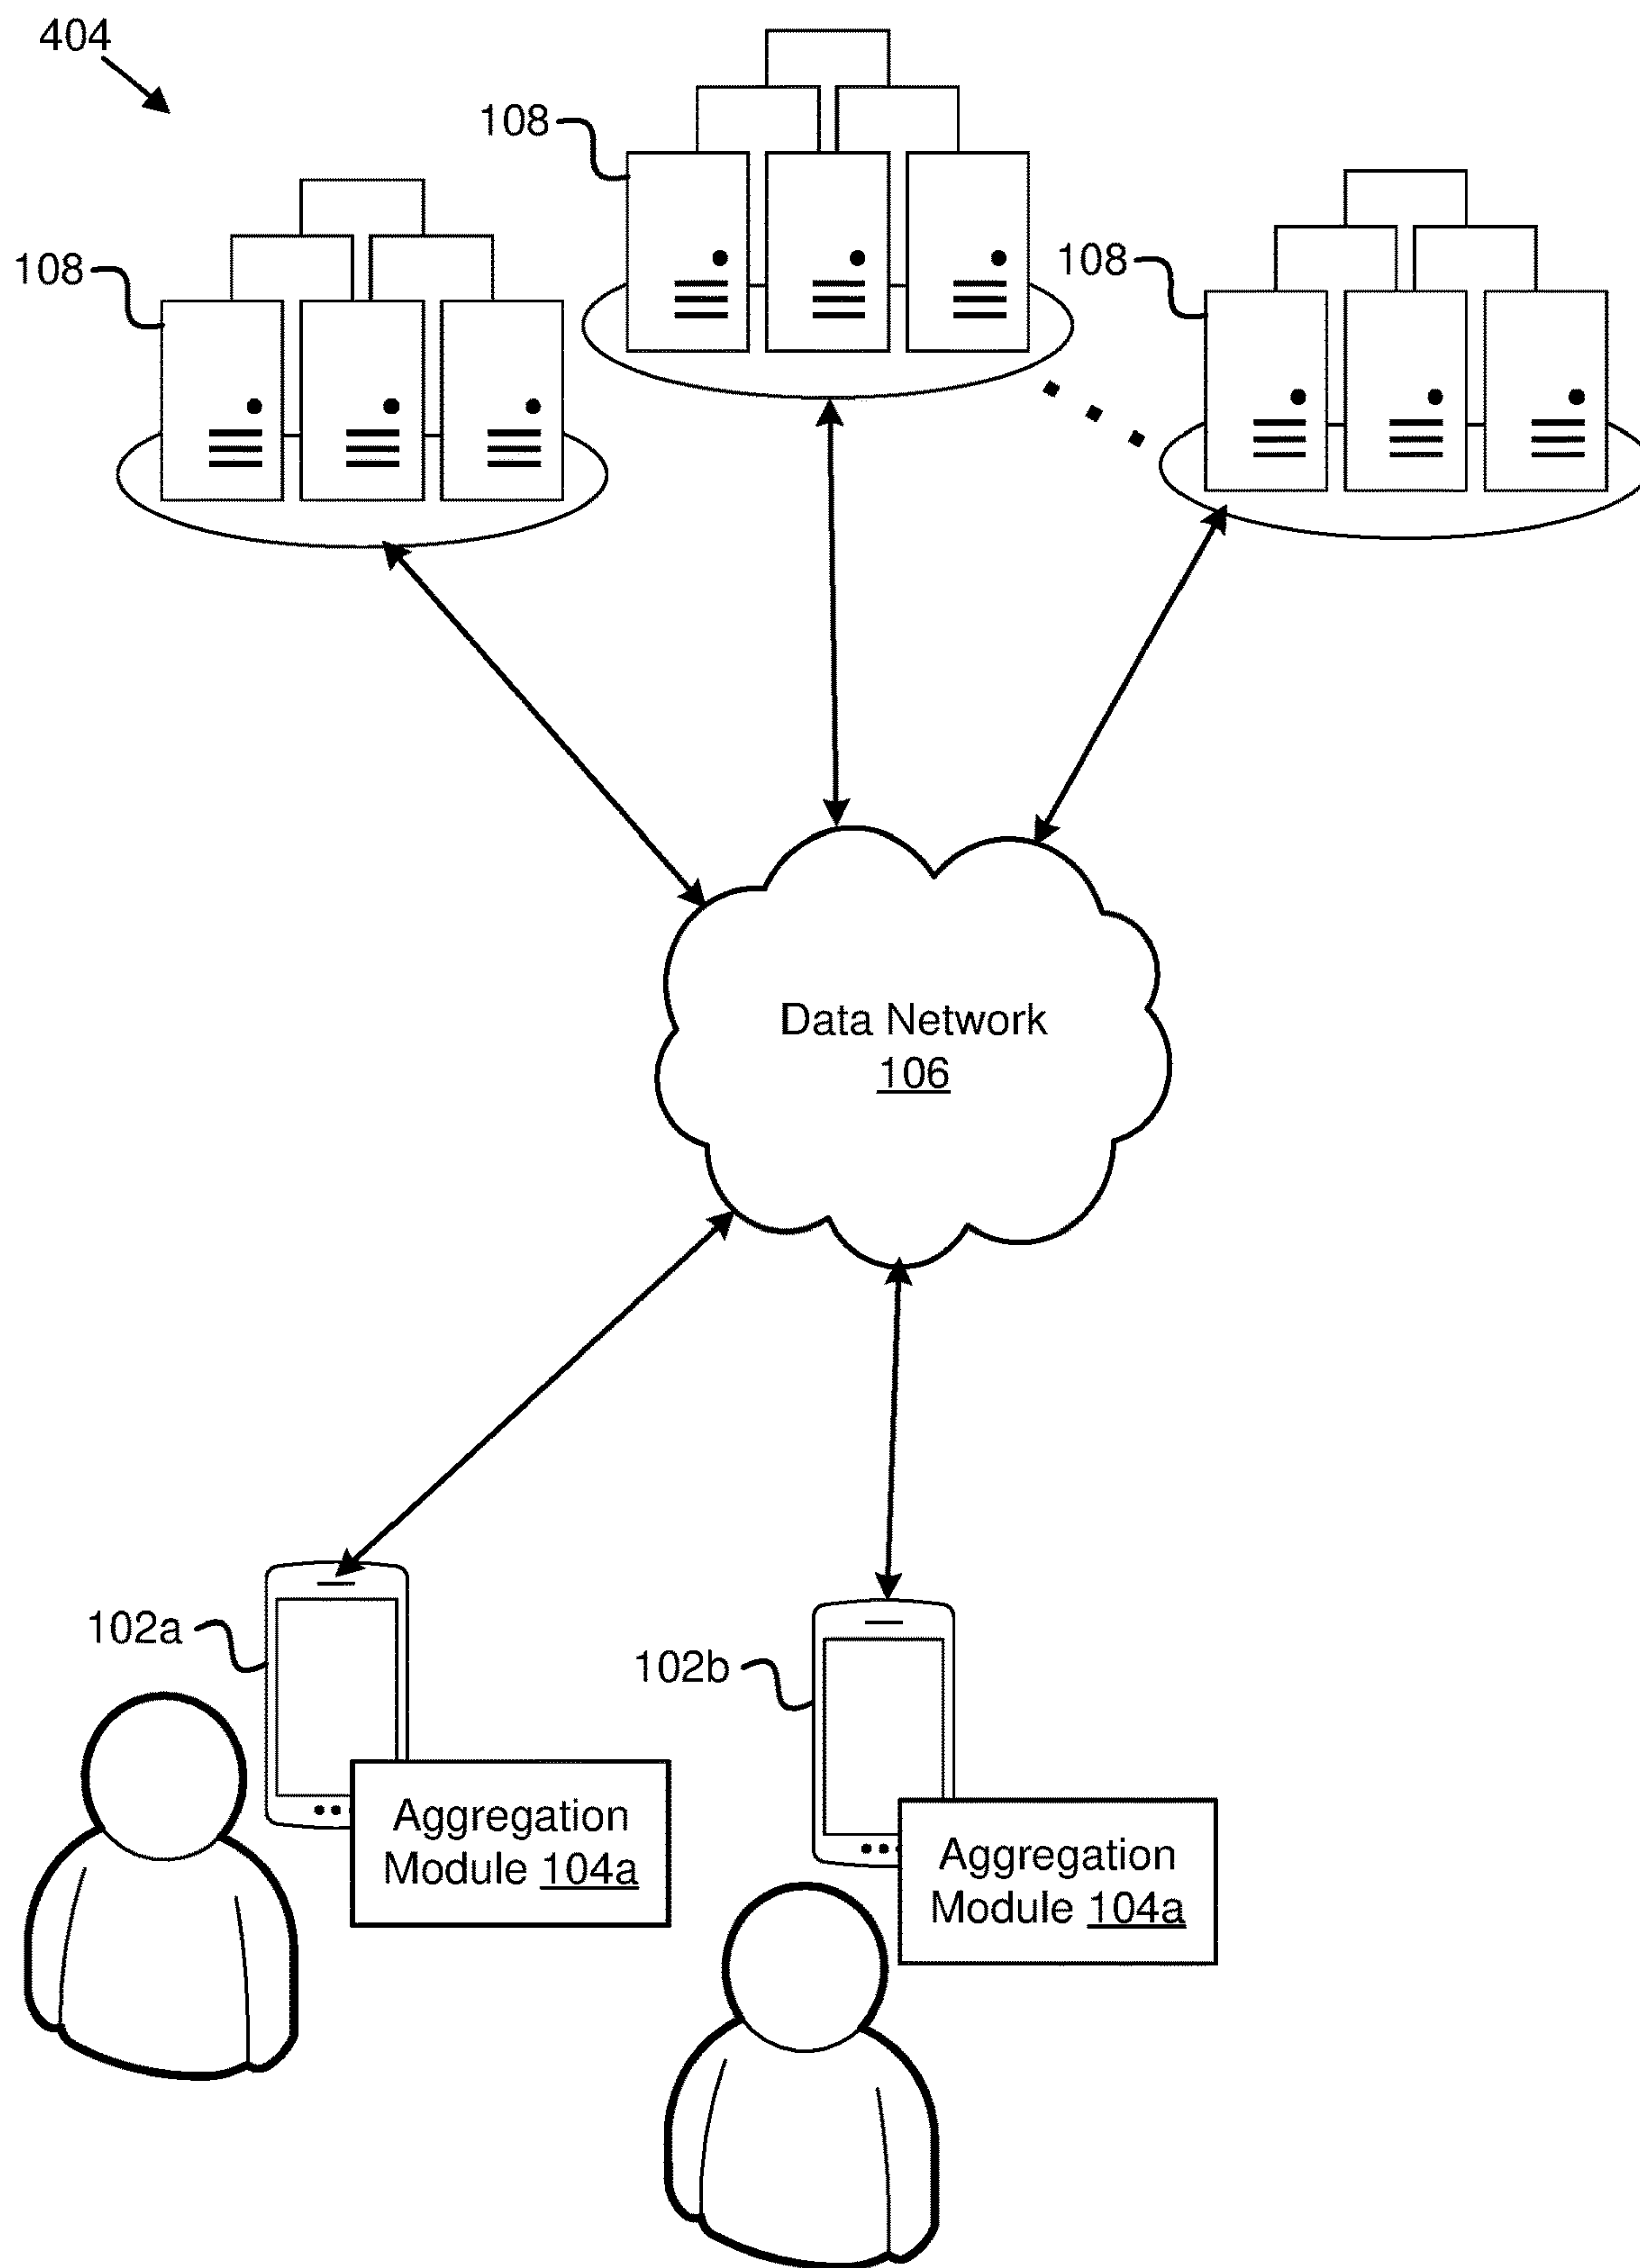 404
108
108
108
Data Network
106
102a
102b
Aggregation
Module 104a
Aggregation
Module 104a